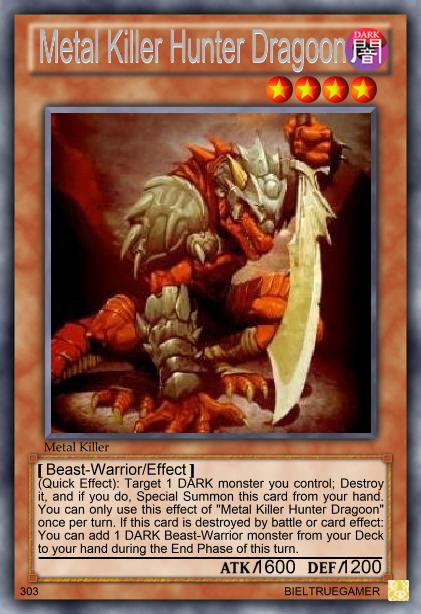 Metal Killer Hunter Dragoon
DARK
闇
Metal Killer
[ Beast-Warrior/Effect ]
(Quick Effect): Target 1 DARK monster you control; Destroy
it, and if you do, Special Summon this card from your hand.
You can only use this effect of "Metal Killer Hunter Dragoon"
once per turn. If this card is destroyed by battle or card effect:
You can add 1 DARK Beast-Warrior monster from your Deck
to your hand during the End Phase of this turn.
ATK/1600 DEF/1200
303 BIELTRUEGAMER